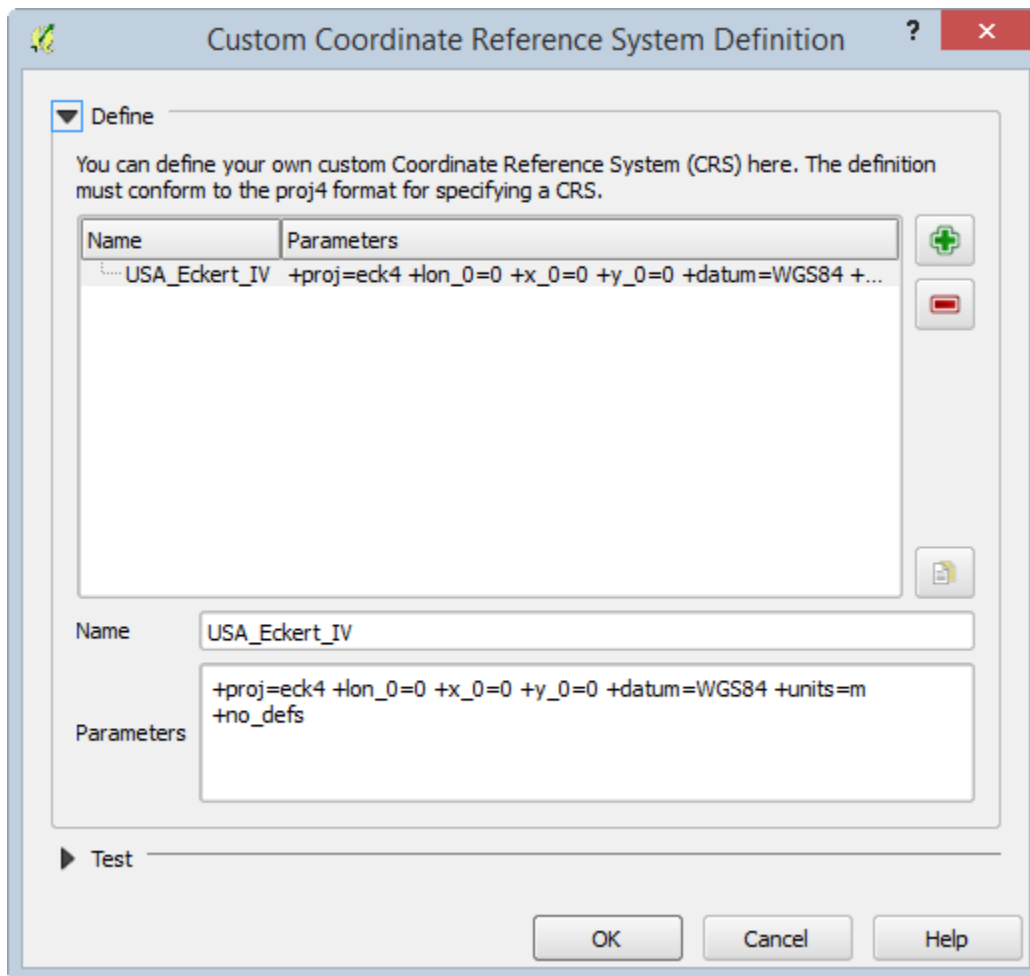 Custom Coordinate Reference System Definition ? ×
Define
You can define your own custom Coordinate Reference System (CRS) here. The definition
must conform to the proj4 format for specifying a CRS.
Name Parameters
USA_Eckert_IV +proj=eck4 +lon_0=0 +x_0=0 +y_0=0 +datum=WGS84 +...
Name USA_Eckert_IV
+proj=eck4 +lon_0=0 +x_0=0 +y_0=0 +datum=WGS84 +units=m
+no_defs
Parameters
Test
OK Cancel Help